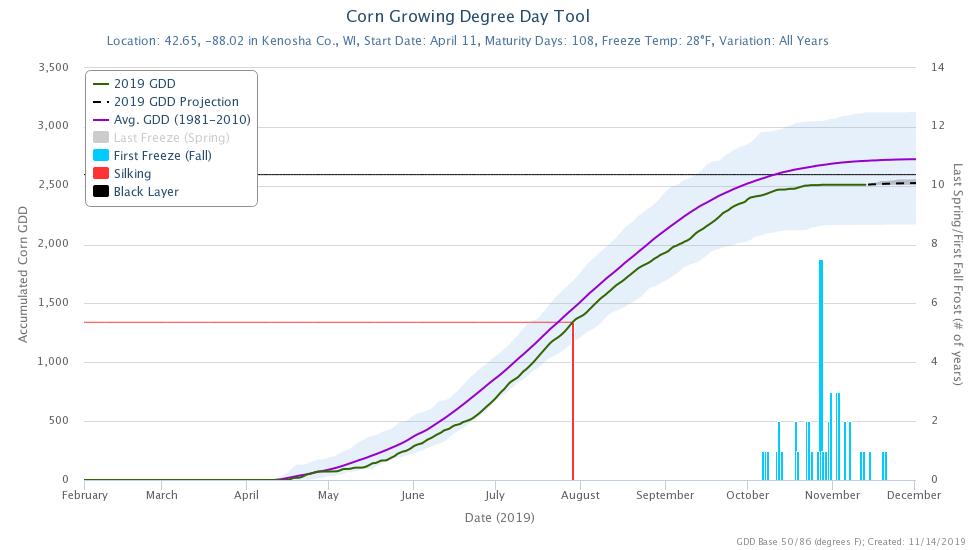 Corn Growing Degree Day Tool
Location: 42.65, -88.02 in Kenosha Co., WI, Start Date: April 11, Maturity Days: 108, Freeze Temp: 28°F, Variation: All Years
2019 GDD
2019 GDD Projection
Avg. GDD (1981-2010)
Last Freeze (Spring)
First Freeze (Fall)
Silking
Black Layer
Accumulated Corn GDD
3,500
3,000
2,500
2,000
1,500
1,000
500
0
14
12
10
8
6
4
2
0
Last Spring/First Fall Frost (# of years)
February March April May June July August September October November December
Date (2019)
GDD Base 50/86 (degrees F); Created: 11/14/2019